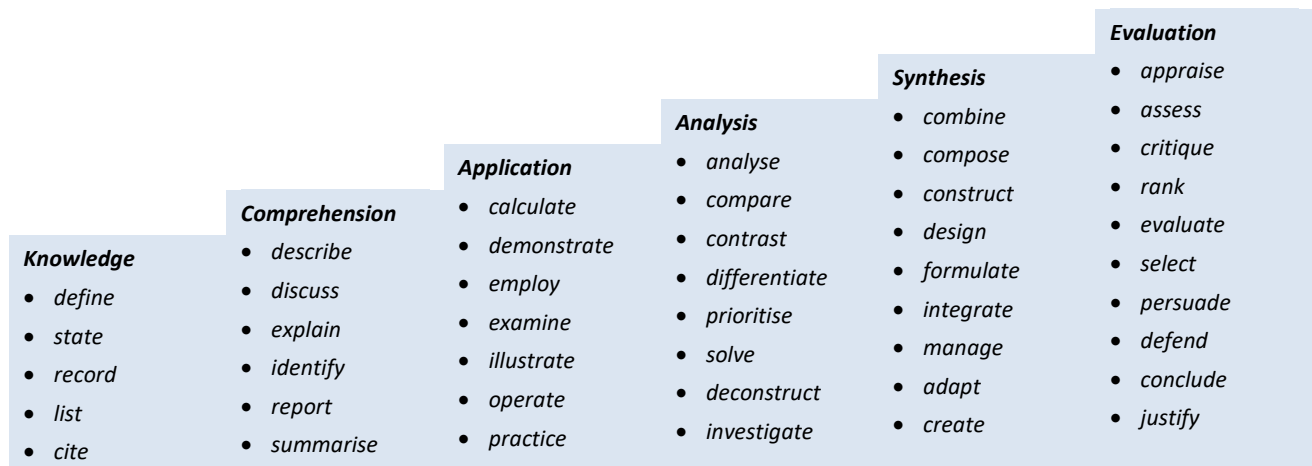 Knowledge
• define
• state
• record
• list
• cite
Comprehension
• describe
• discuss
• explain
• identify
• report
• summarise
Application
• calculate
• demonstrate
• employ
• examine
• illustrate
• operate
• practice
Analysis
• analyse
• compare
• contrast
• differentiate
• prioritise
• solve
• deconstruct
• investigate
Synthesis
• combine
• compose
• construct
• design
• formulate
• integrate
• manage
• adapt
• create
Evaluation
• appraise
• assess
• critique
• rank
• evaluate
• select
• persuade
• defend
• conclude
• justify